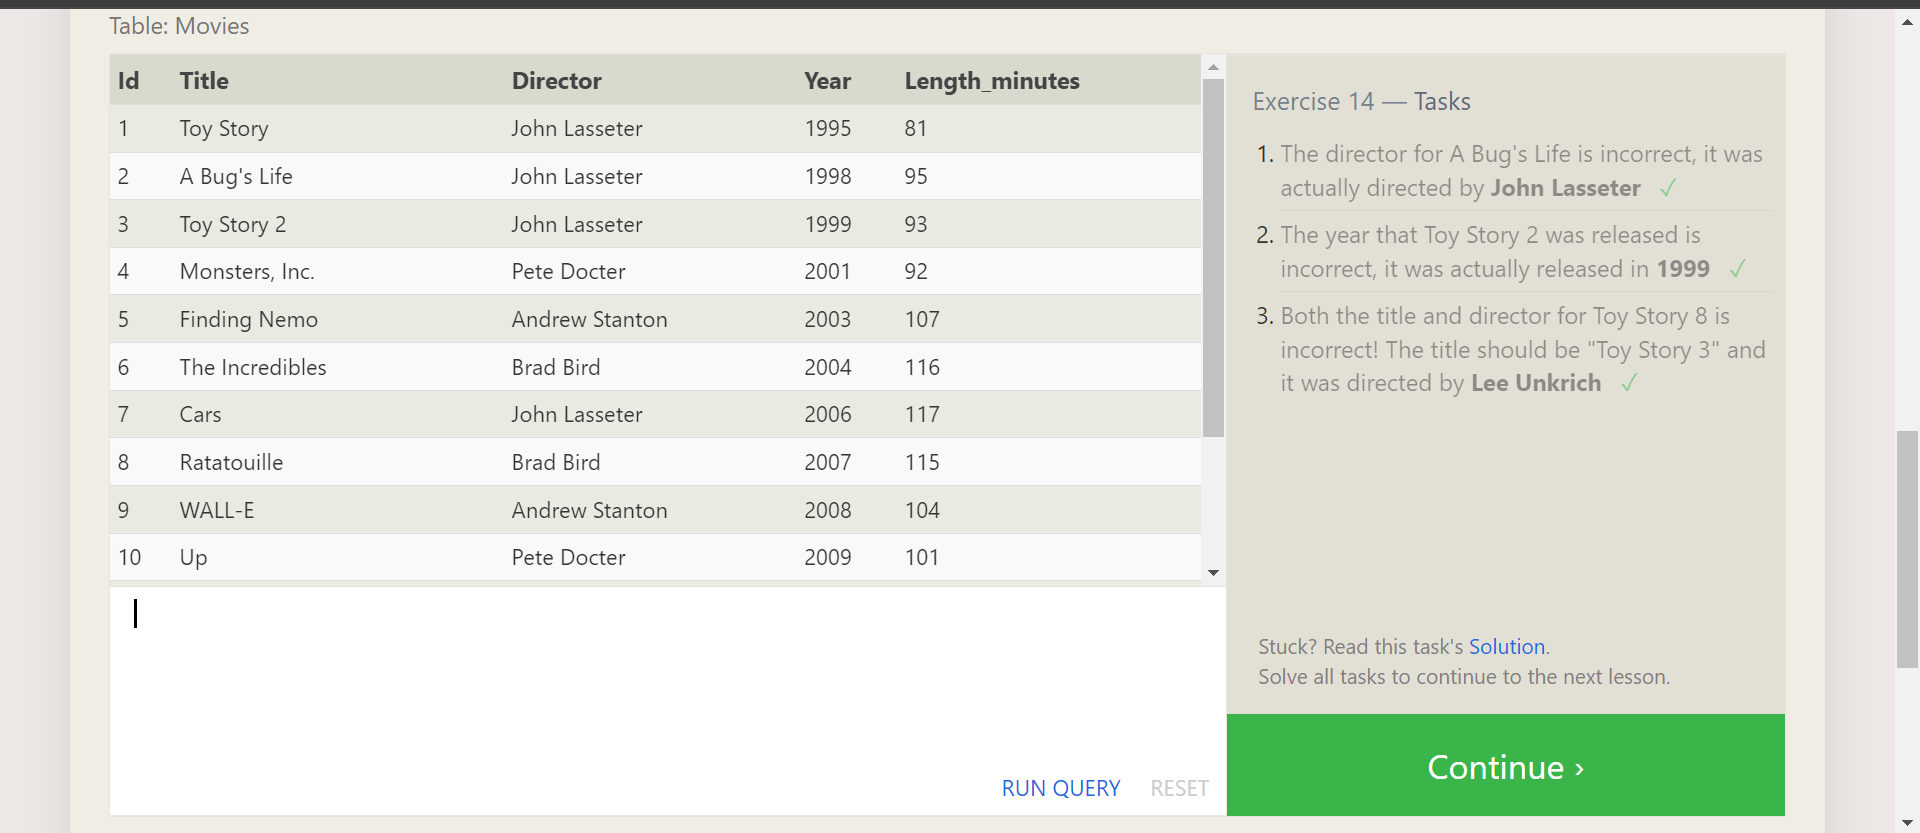 Table: Movies
Id Title Director Year Length_minutes
1 Toy Story John Lasseter 1995 81
2 A Bug's Life John Lasseter 1998 95
3 Toy Story 2 John Lasseter 1999 93
4 Monsters, Inc. Pete Docter 2001 92
5 Finding Nemo Andrew Stanton 2003 107
6 The Incredibles Brad Bird 2004 116
7 Cars John Lasseter 2006 117
8 Ratatouille Brad Bird 2007 115
9 WALL-E Andrew Stanton 2008 104
10 Up Pete Docter 2009 101
RUN QUERY RESET
Exercise 14 — Tasks
1. The director for A Bug's Life is incorrect, it was
actually directed by John Lasseter ✓
2. The year that Toy Story 2 was released is
incorrect, it was actually released in 1999 ✓
3. Both the title and director for Toy Story 8 is
incorrect! The title should be "Toy Story 3" and
it was directed by Lee Unkrich ✓
Stuck? Read this task's Solution.
Solve all tasks to continue to the next lesson.
Continue ›